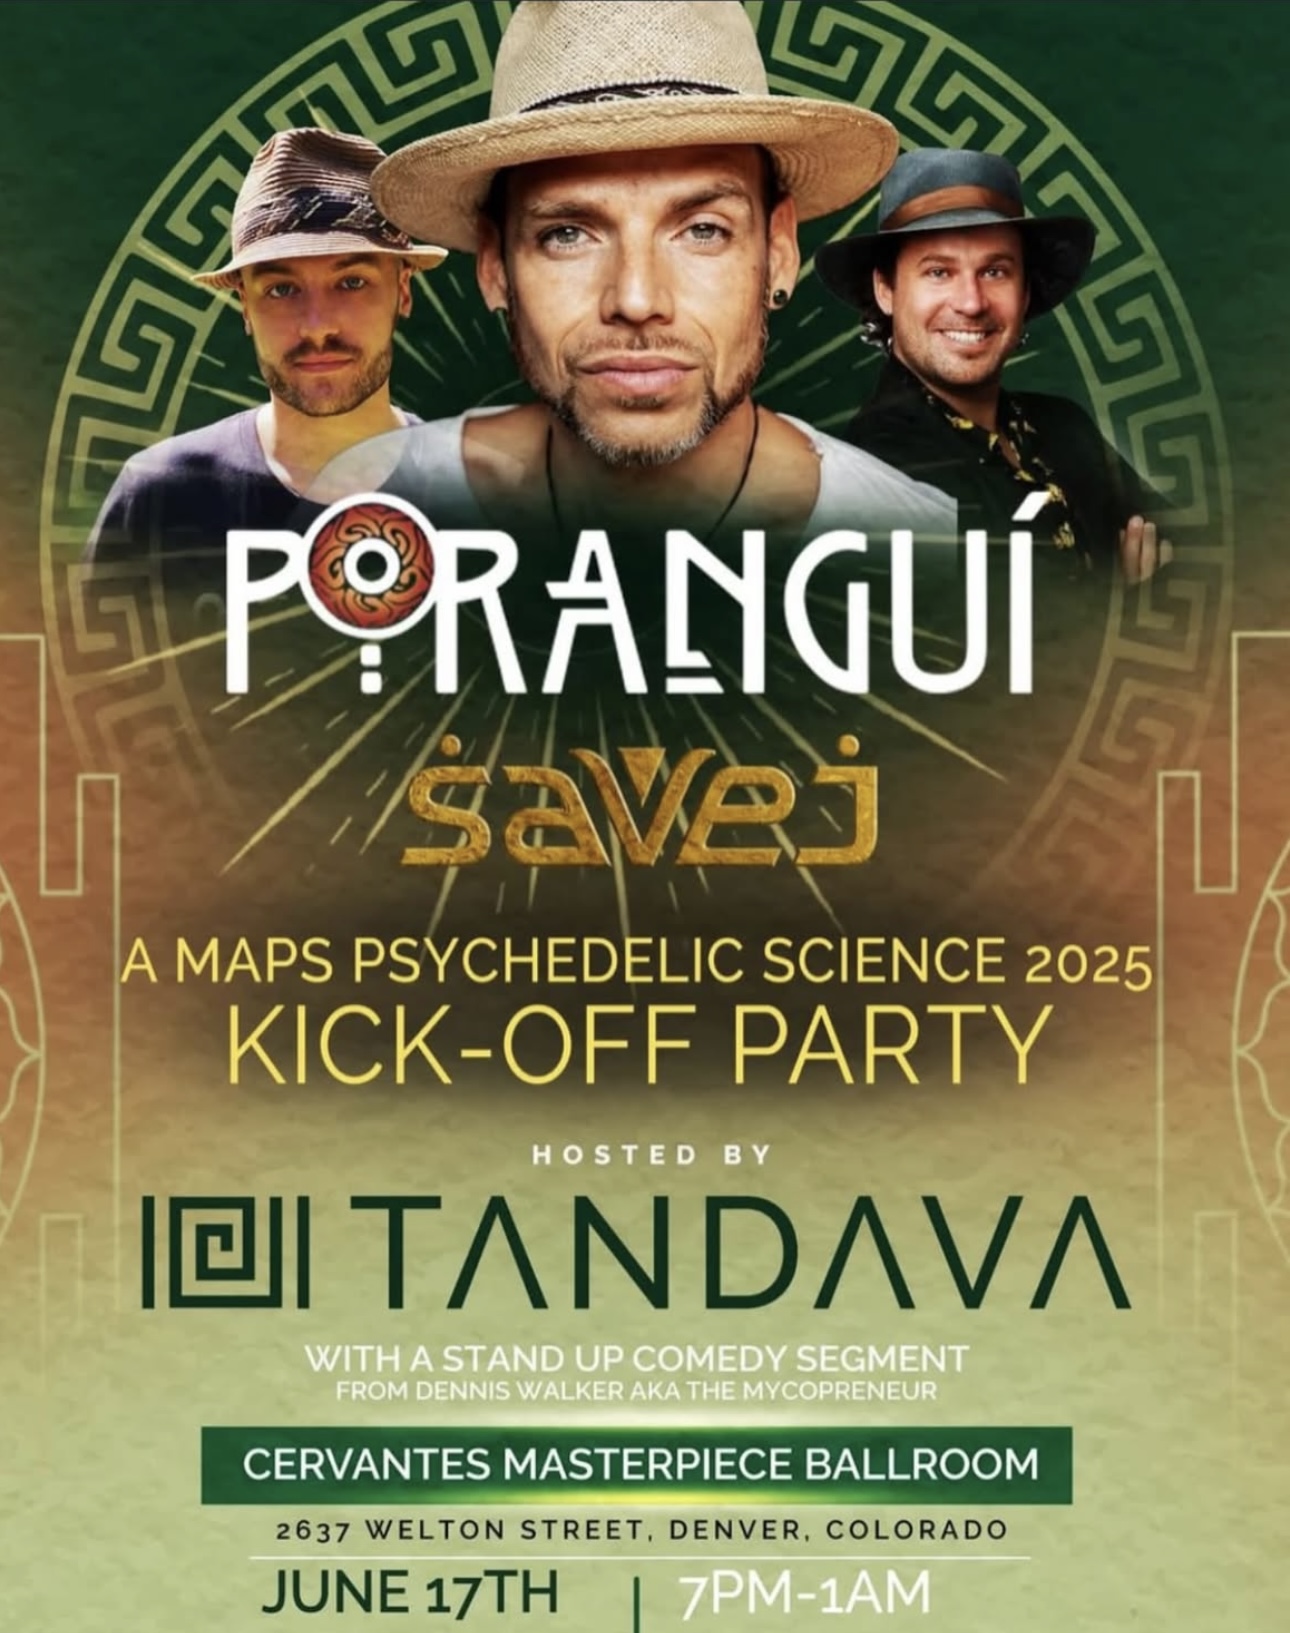 PORANGUÍ
savej
A MAPS PSYCHEDELIC SCIENCE 2025
KICK-OFF PARTY
HOSTED BY
TANDAVA
WITH A STAND UP COMEDY SEGMENT
FROM DENNIS WALKER AKA THE MYCOPRENEUR
CERVANTES MASTERPIECE BALLROOM
2637 WELTON STREET, DENVER, COLORADO
JUNE 17TH | 7PM-1AM